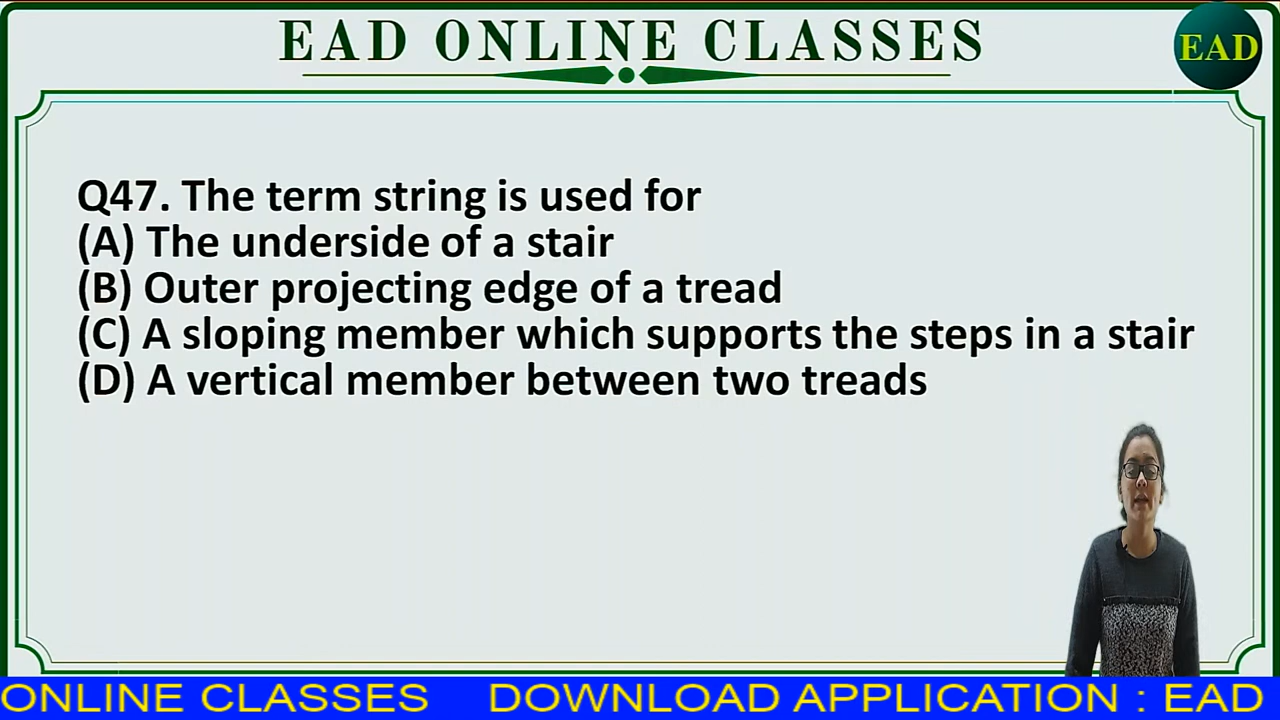 EAD ONLINE CLASSES
EAD
Q47. The term string is used for
(A) The underside of a stair
(B) Outer projecting edge of a tread
(C) A sloping member which supports the steps in a stair
(D) A vertical member between two treads
ONLINE CLASSES DOWNLOAD APPLICATION : EAD